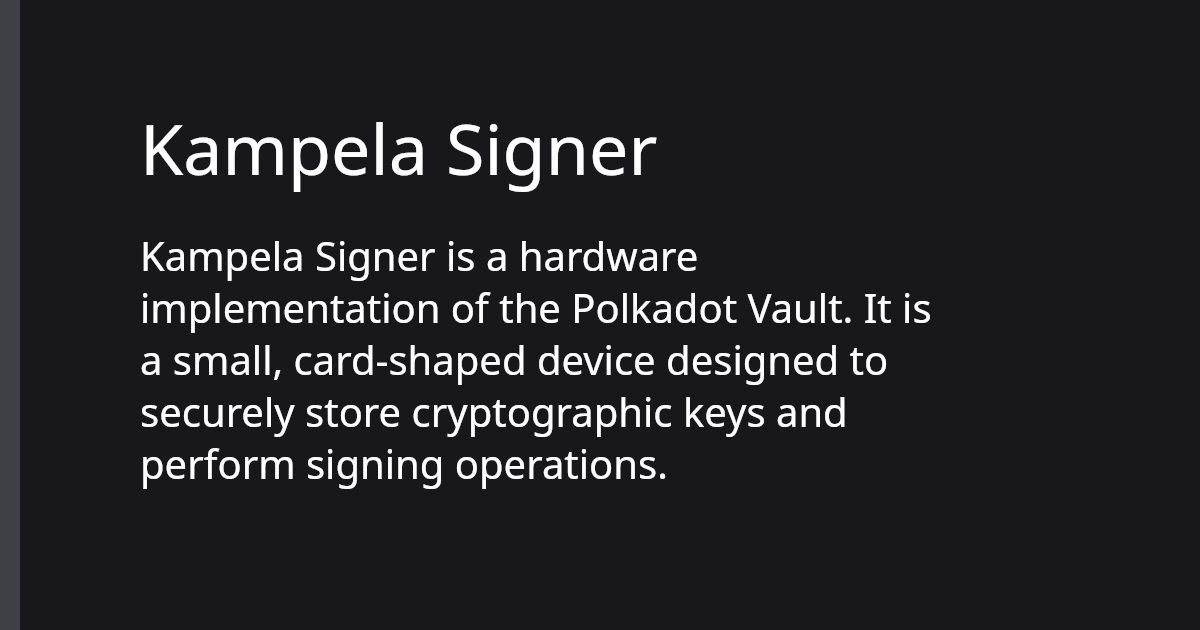 Kampela Signer
Kampela Signer is a hardware
implementation of the Polkadot Vault. It is
a small, card-shaped device designed to
securely store cryptographic keys and
perform signing operations.